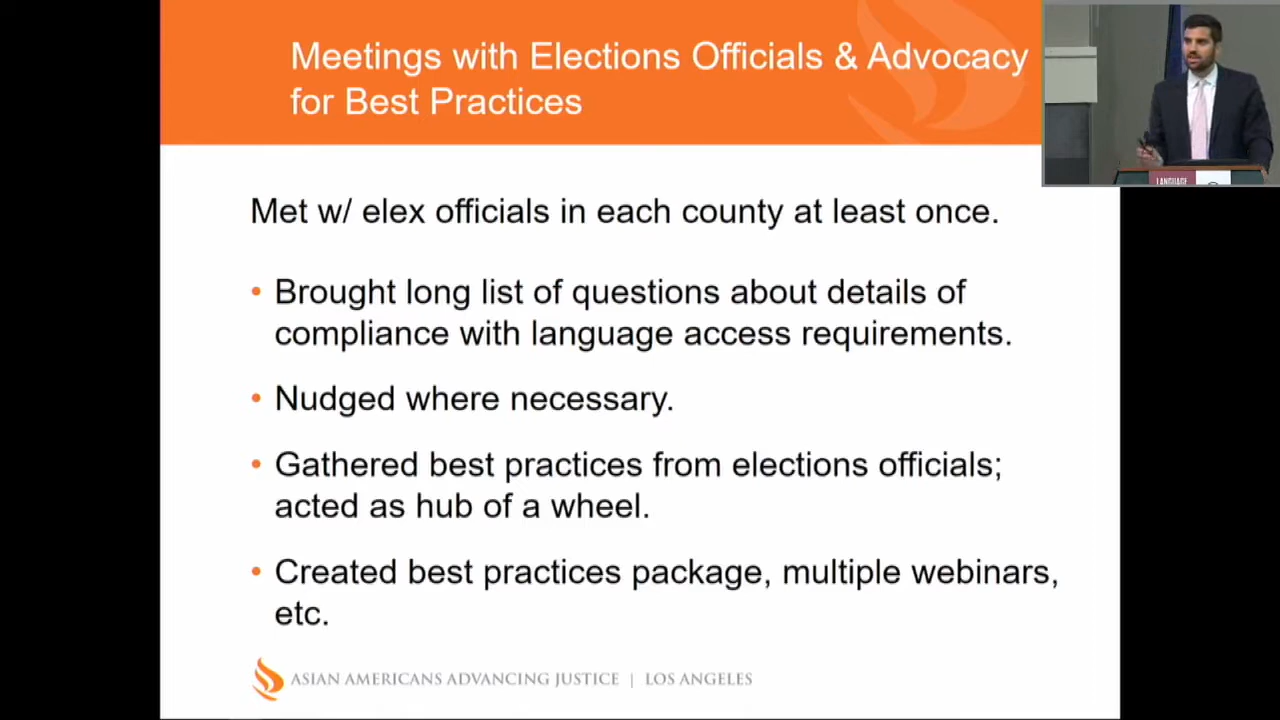 Meetings with Elections Officials & Advocacy
for Best Practices
Met w/ elex officials in each county at least once.
• Brought long list of questions about details of
compliance with language access requirements.
• Nudged where necessary.
• Gathered best practices from elections officials;
acted as hub of a wheel.
• Created best practices package, multiple webinars,
etc.
ASIAN AMERICANS ADVANCING JUSTICE | LOS ANGELES
LANGUAGE